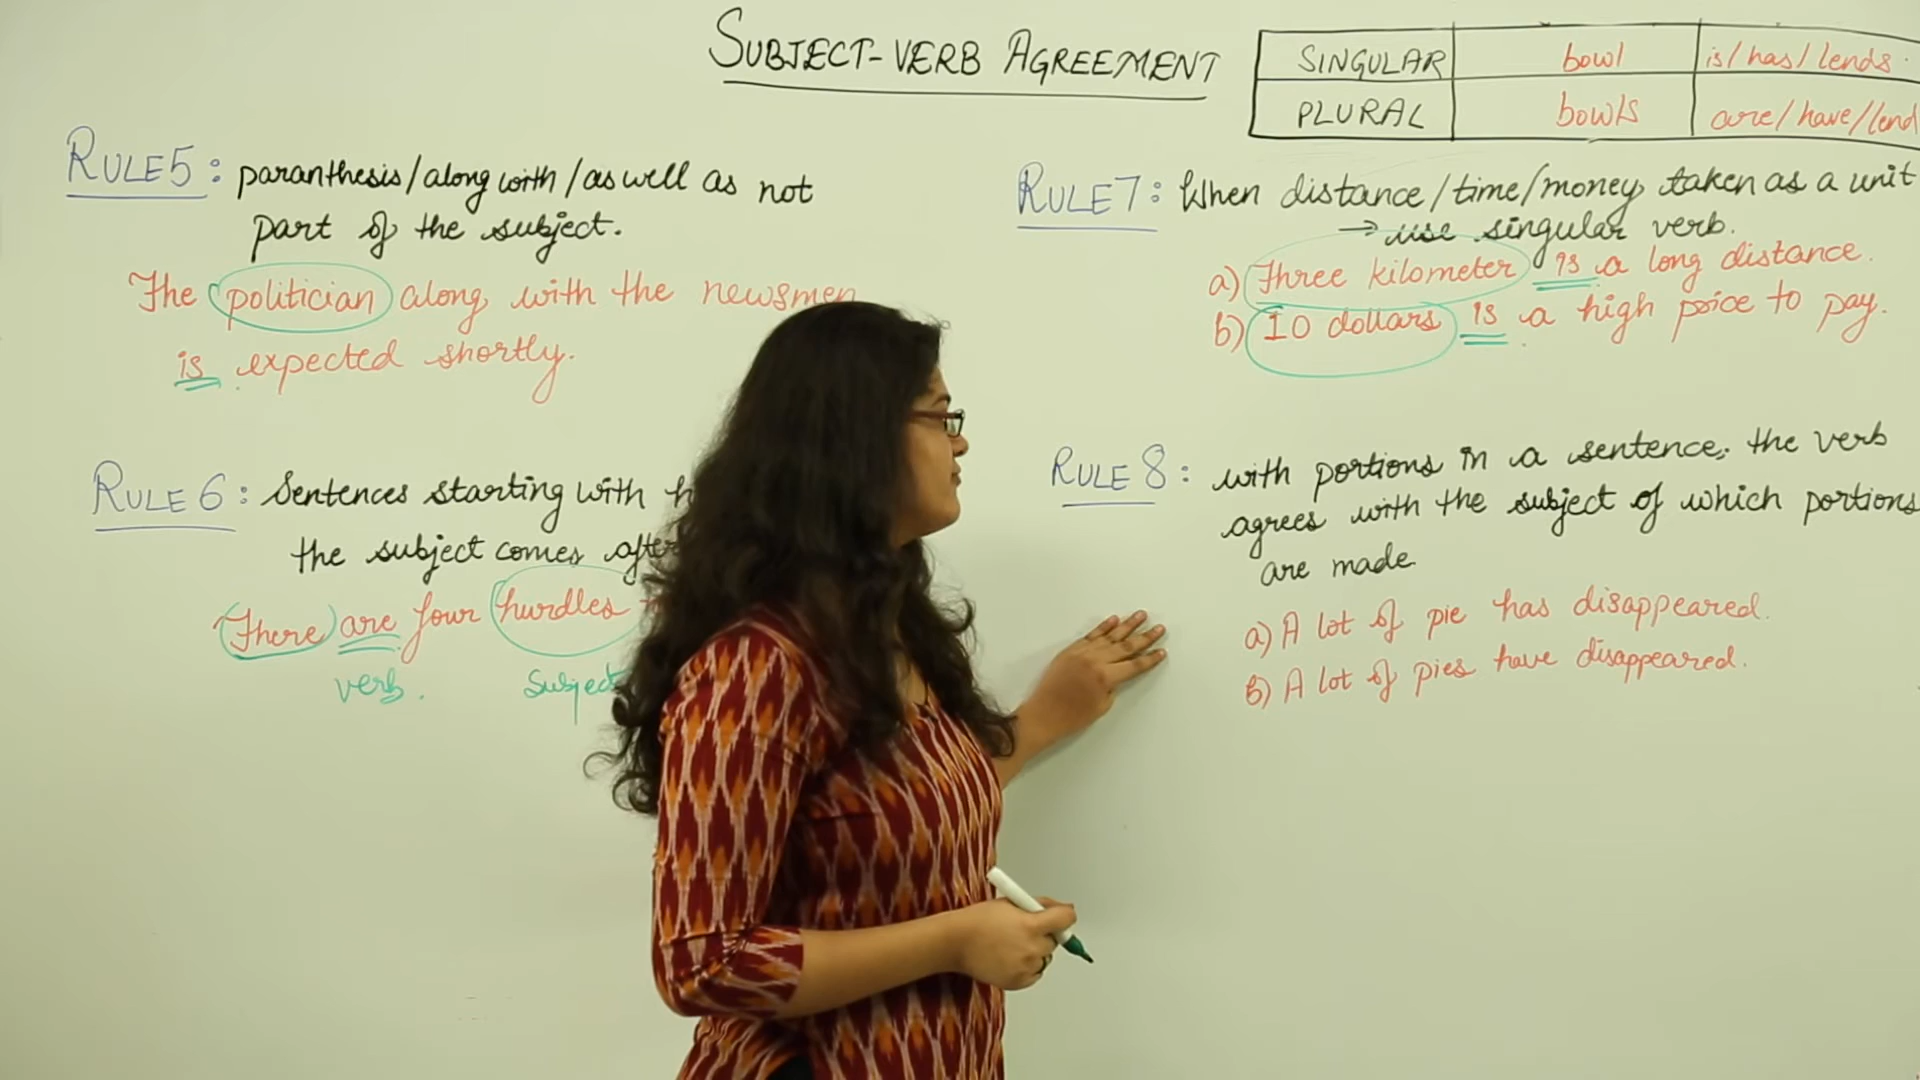 SUBJECT-VERB AGREEMENT
SINGULAR bowl is/has/lends.
PLURAL bowls are/have/lend
RULE 5: paranthesis/along with/as well as not
part of the subject.
The politician along with the newsmen
is expected shortly.
RULE 6: Sentences starting with
the subject comes after
There are four hurdles
verb. Subject
RULE 7: When distance/time/money taken as a unit
→ use singular verb.
a) Three kilometer is a long distance.
b) 10 dollars is a high price to pay.
RULE 8: with portions in a sentence, the verb
agrees with the subject of which portions
are made.
a) A lot of pie has disappeared.
b) A lot of pies have disappeared.